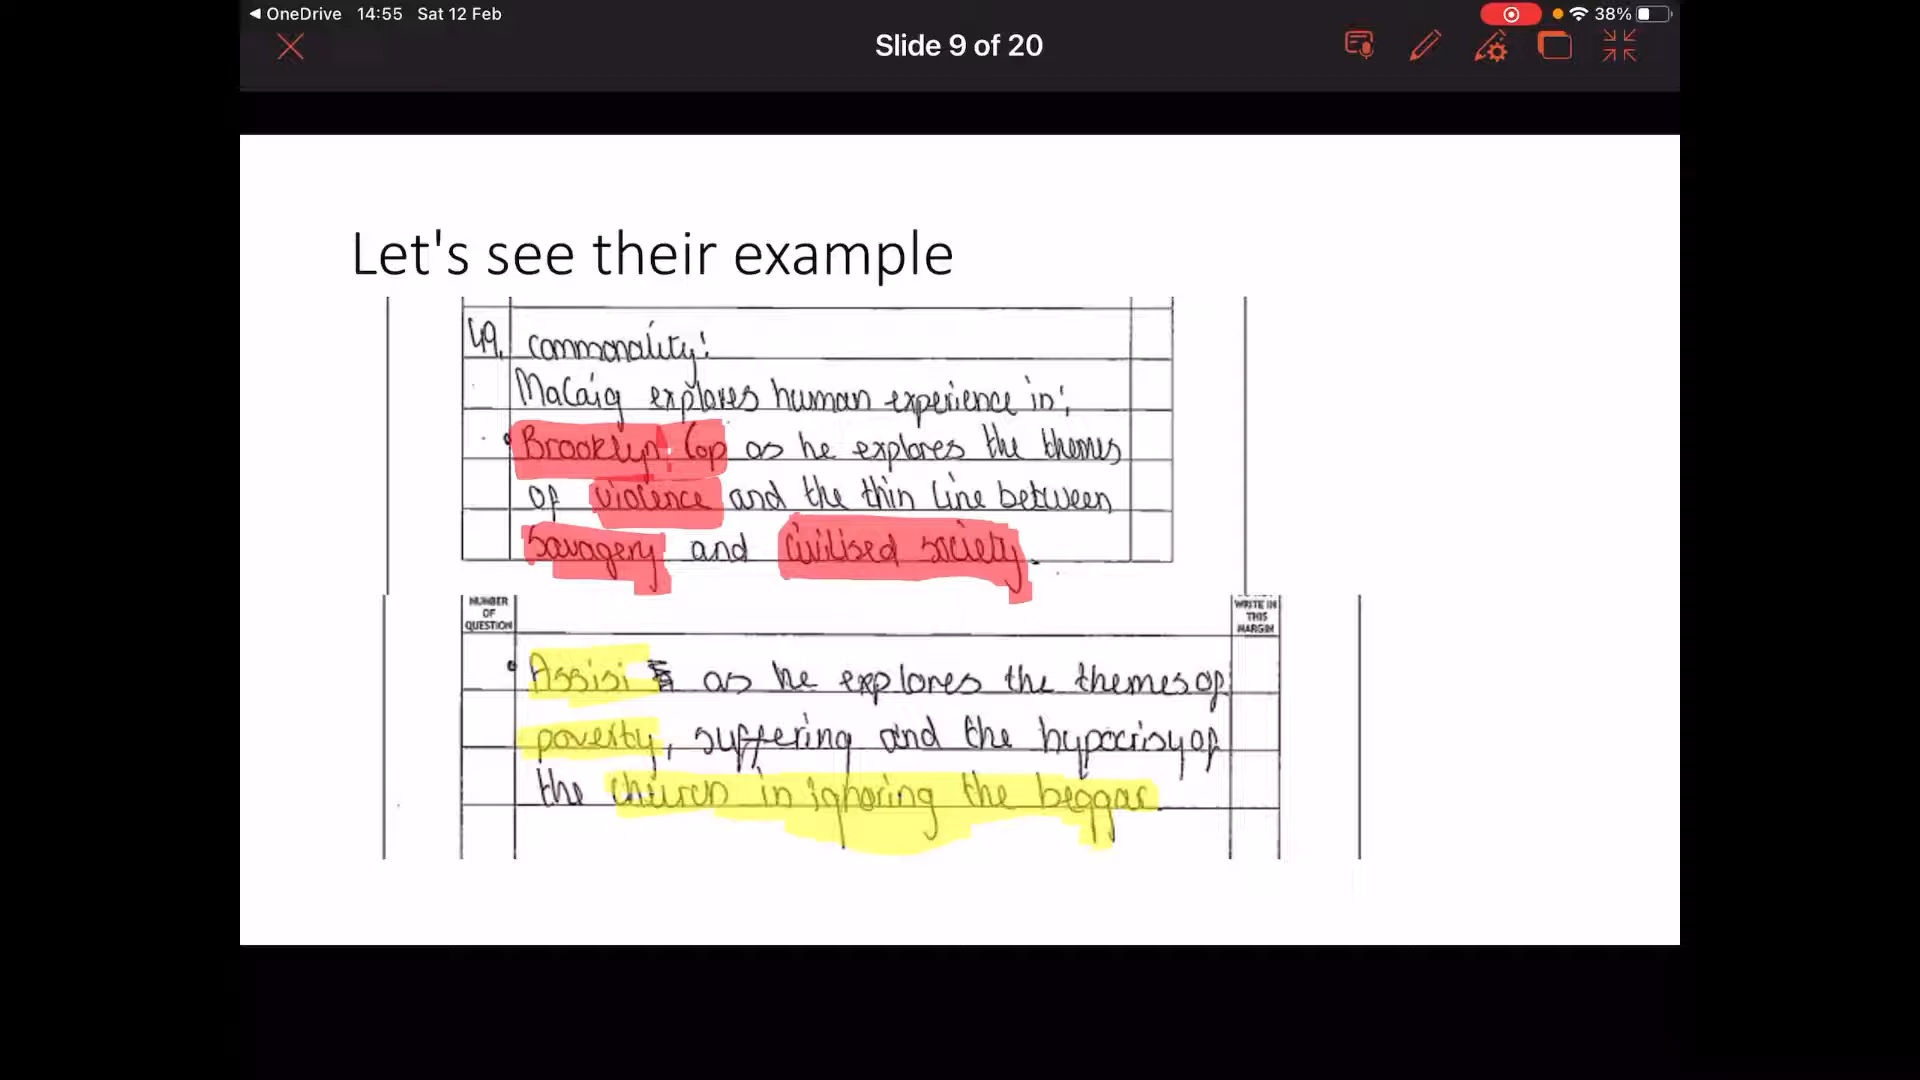 ◀ OneDrive 14:55 Sat 12 Feb
38%
Slide 9 of 20
Let's see their example
49. commonality:
MaCaig explores human experience in:
• Brooklyn Cop as he explores the themes
of violence and the thin line between
Savagery and civilised society.
NUMBER OF QUESTION
WRITE IN THIS MARGIN
• Assisi as he explores the themes of
poverty, suffering and the hypocrisy of
the church in ignoring the beggar.